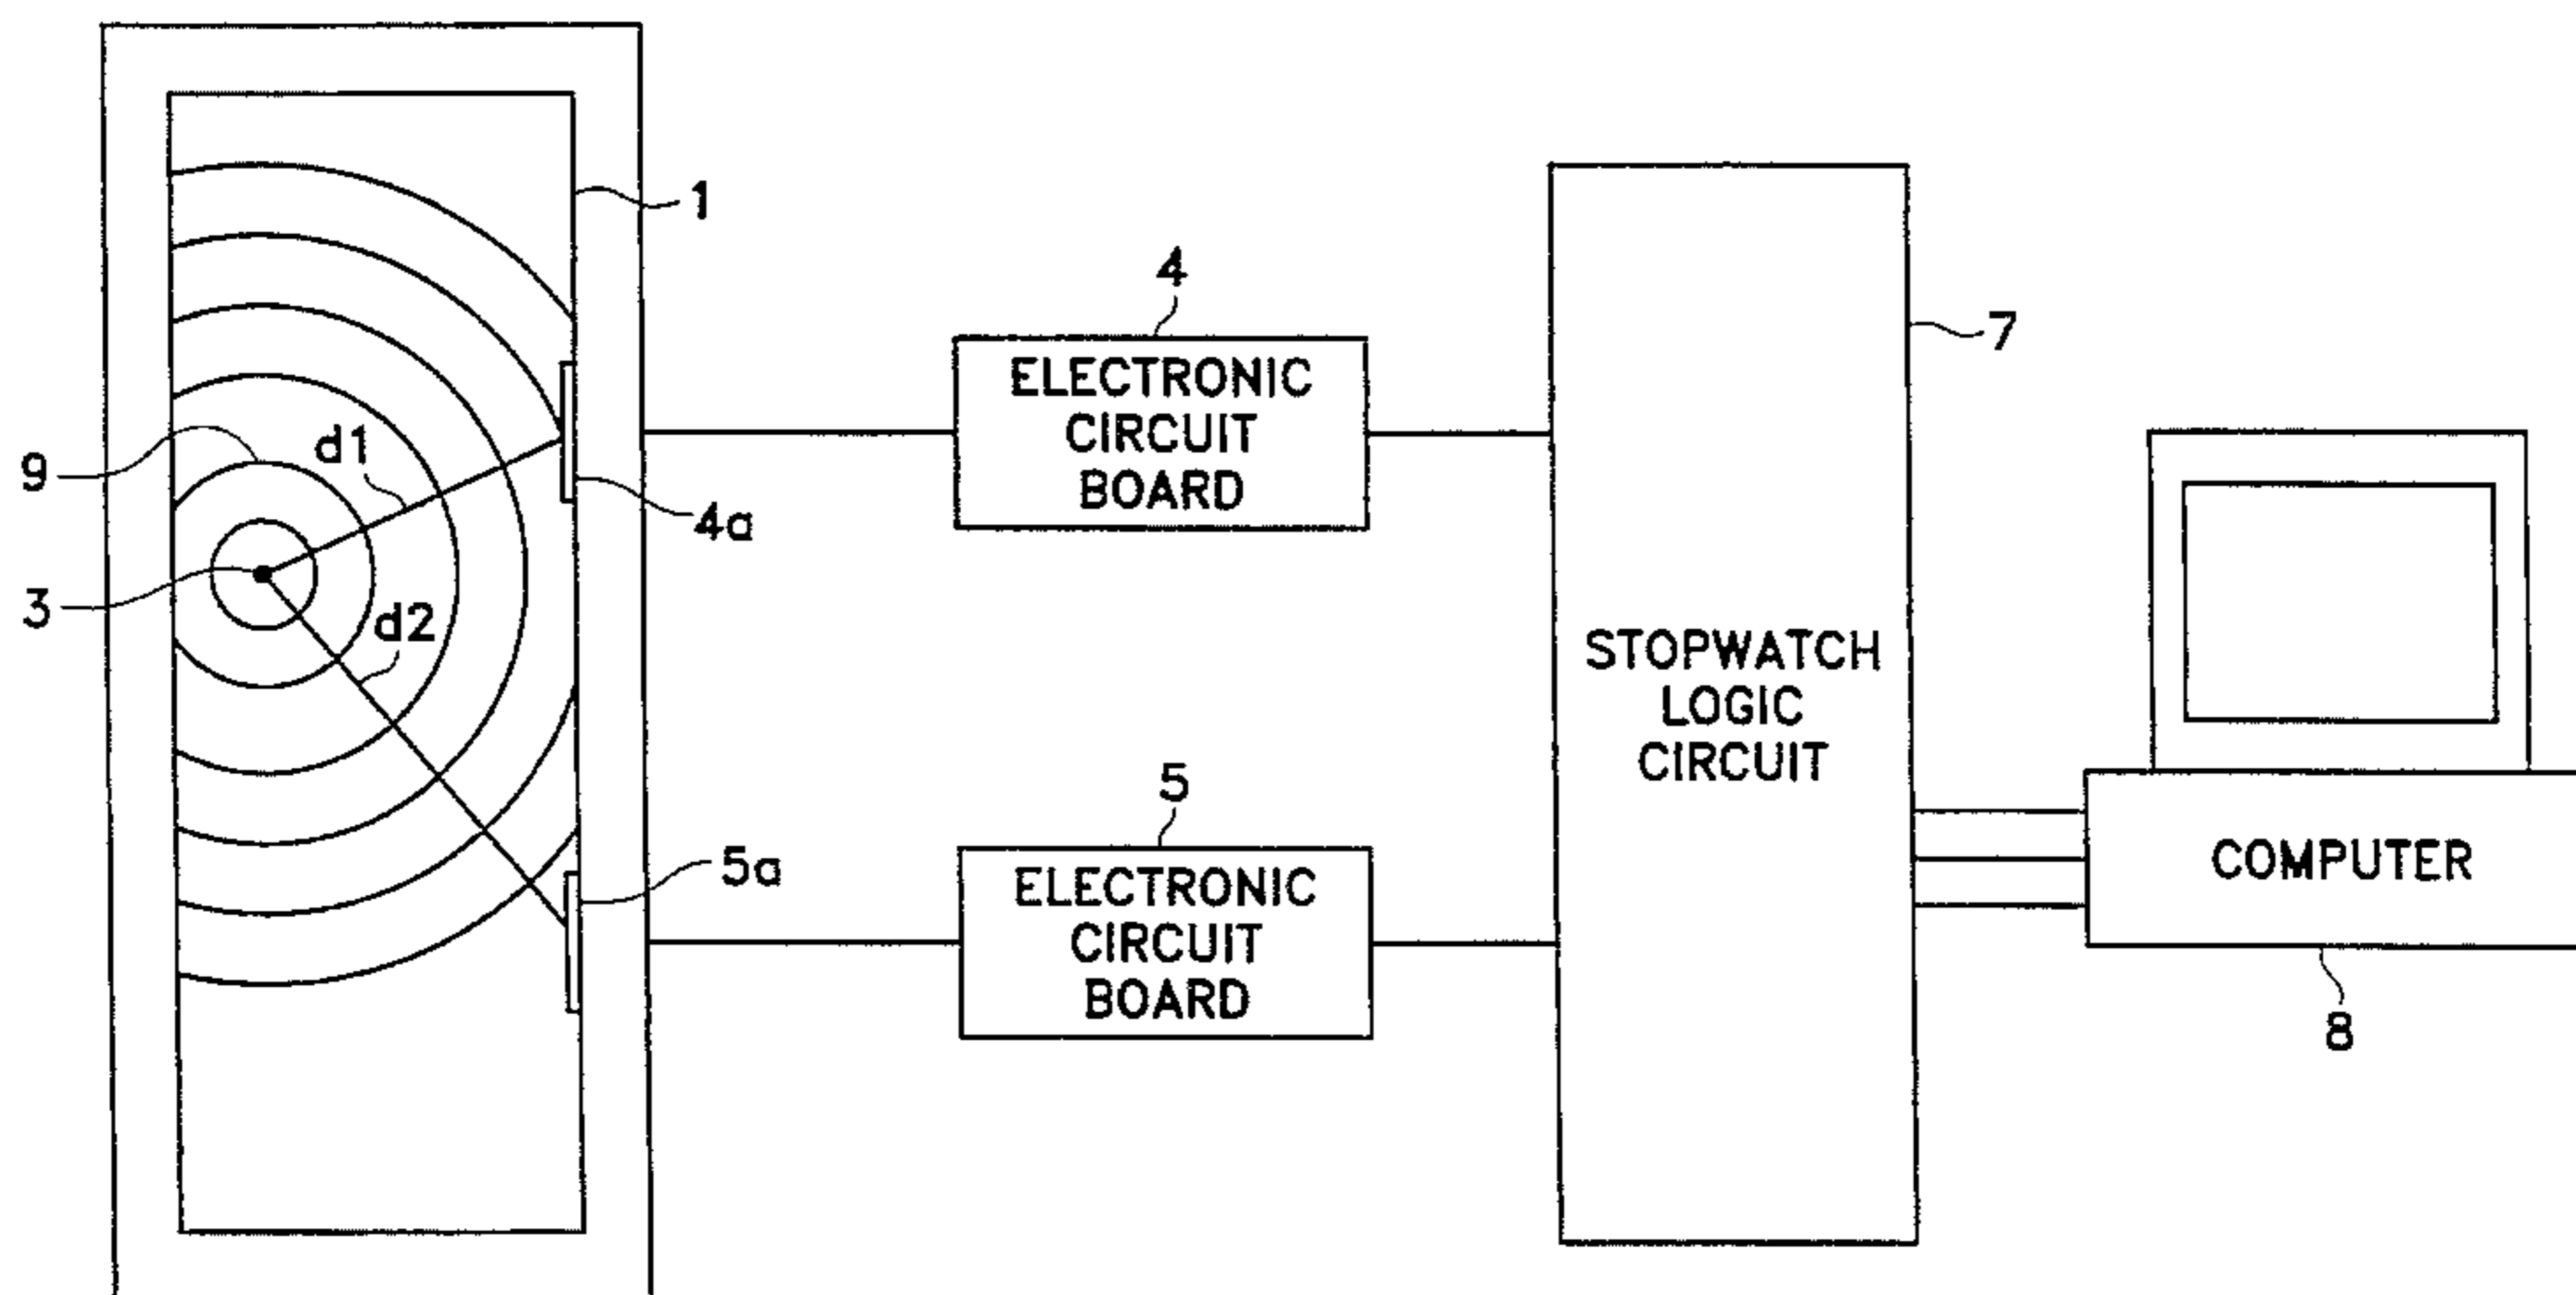 1
4
ELECTRONIC
CIRCUIT
BOARD
7
9
d1
4a
3
d2
STOPWATCH
LOGIC
CIRCUIT
5
ELECTRONIC
CIRCUIT
BOARD
5a
COMPUTER
8